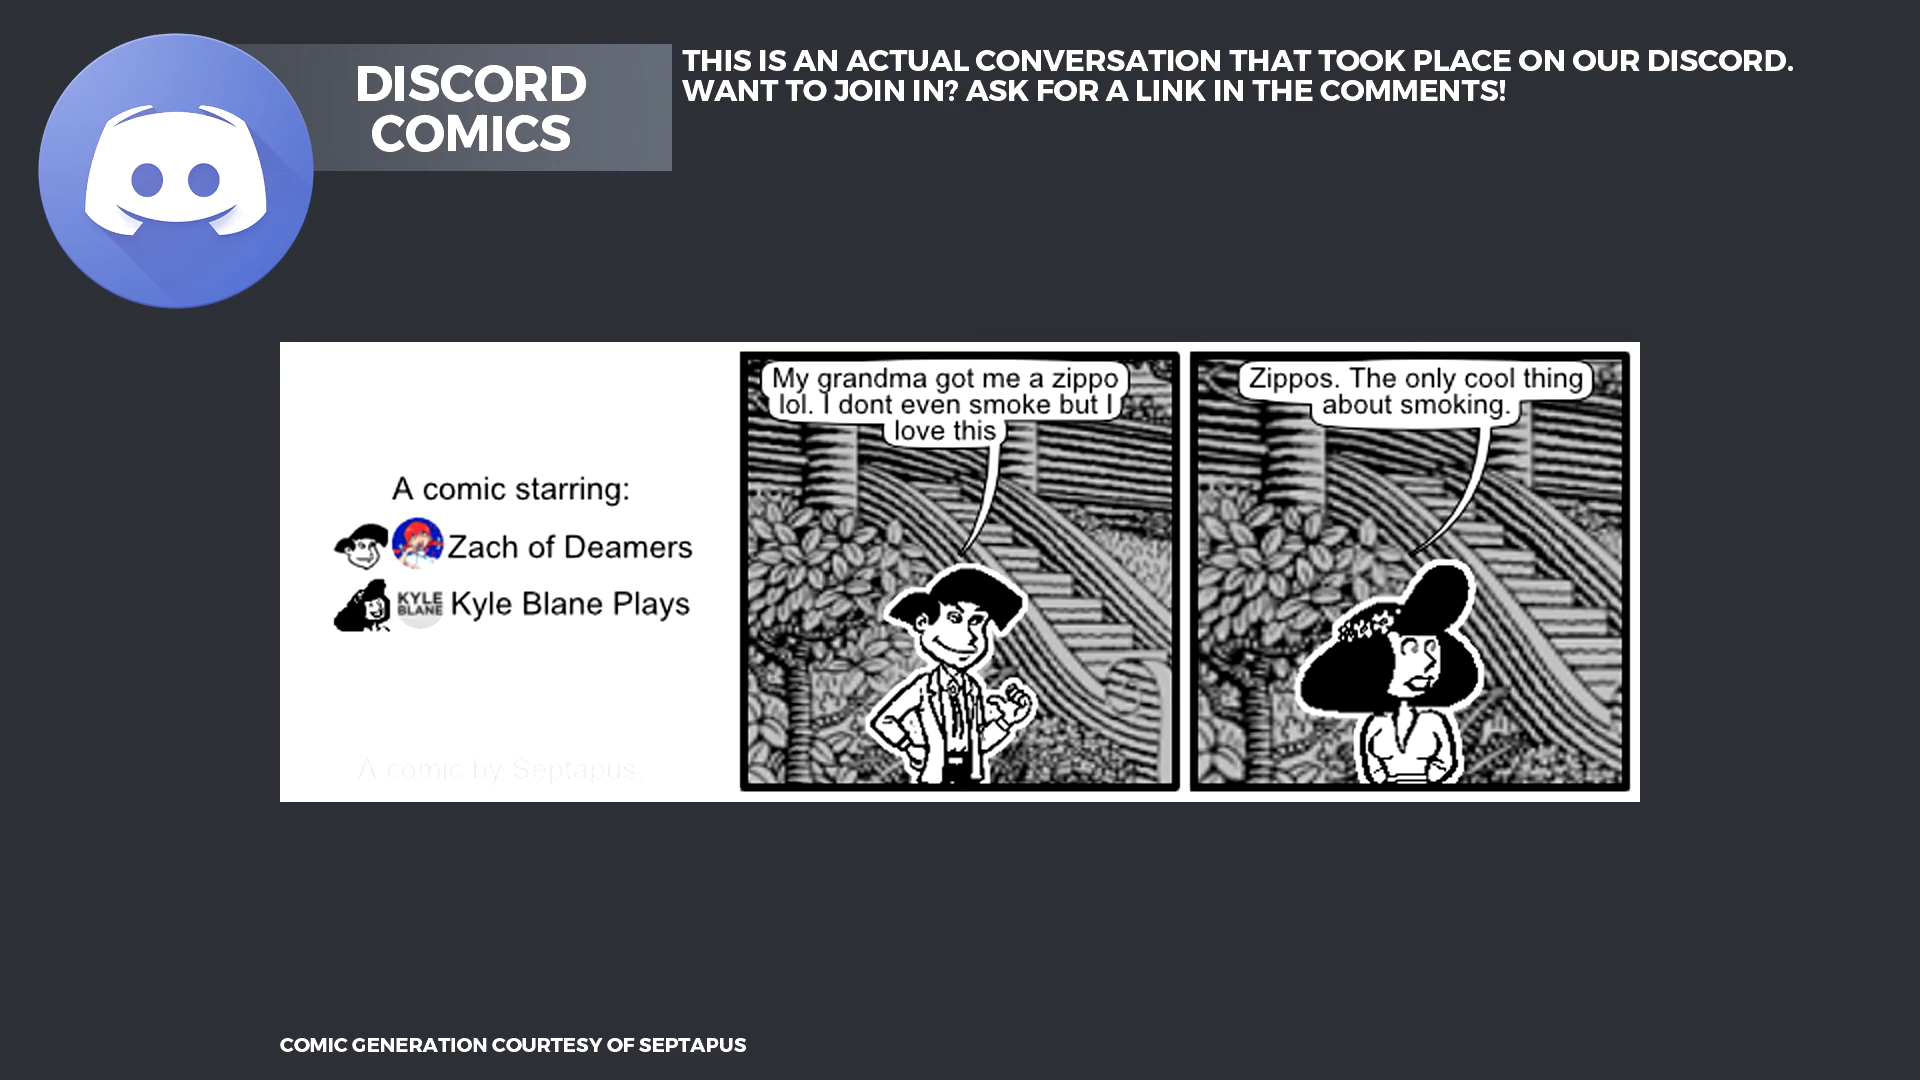 DISCORD
COMICS
THIS IS AN ACTUAL CONVERSATION THAT TOOK PLACE ON OUR DISCORD.
WANT TO JOIN IN? ASK FOR A LINK IN THE COMMENTS!
A comic starring:
Zach of Deamers
KYLE
BLANE
Kyle Blane Plays
A comic by Septapus.
My grandma got me a zippo
lol. I dont even smoke but I
love this
Zippos. The only cool thing
about smoking.
COMIC GENERATION COURTESY OF SEPTAPUS